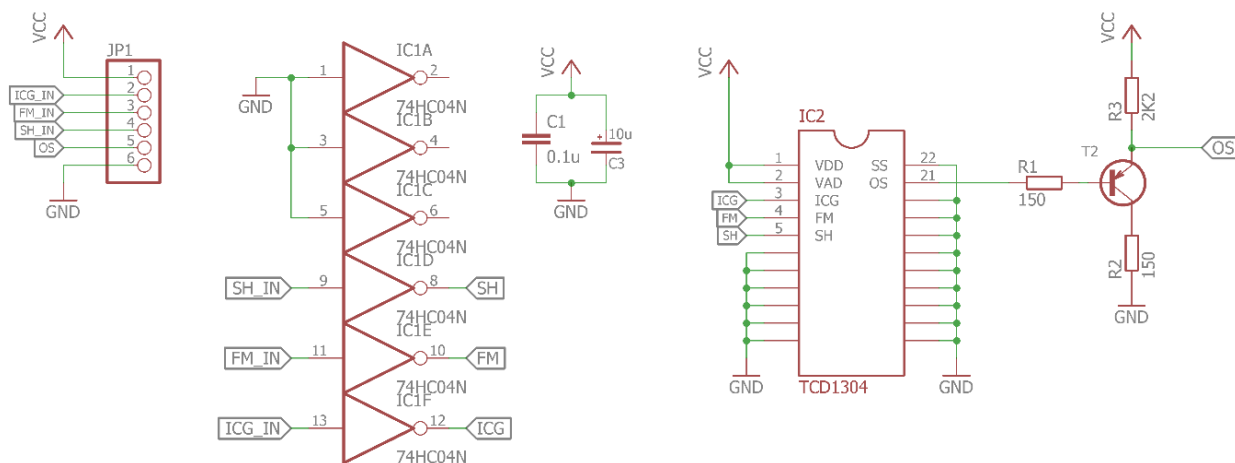 VCC
JP1
1
ICG_IN 2
FM_IN 3
SH_IN 4
OS 5
6
GND
IC1A
1 2
GND
74HC04N
IC1B
3 4
74HC04N
IC1C
5 6
74HC04N
IC1D
SH_IN 9 8 SH
74HC04N
IC1E
FM_IN 11 10 FM
74HC04N
IC1F
ICG_IN 13 12 ICG
74HC04N
VCC
C1
0.1u
+
10u
C3
GND
VCC
IC2
1 VDD SS 22
2 VAD OS 21
ICG 3 ICG
FM 4 FM
SH 5 SH
GND
GND
TCD1304
R1
150
VCC
R3
2K2
T2
OS
R2
150
GND